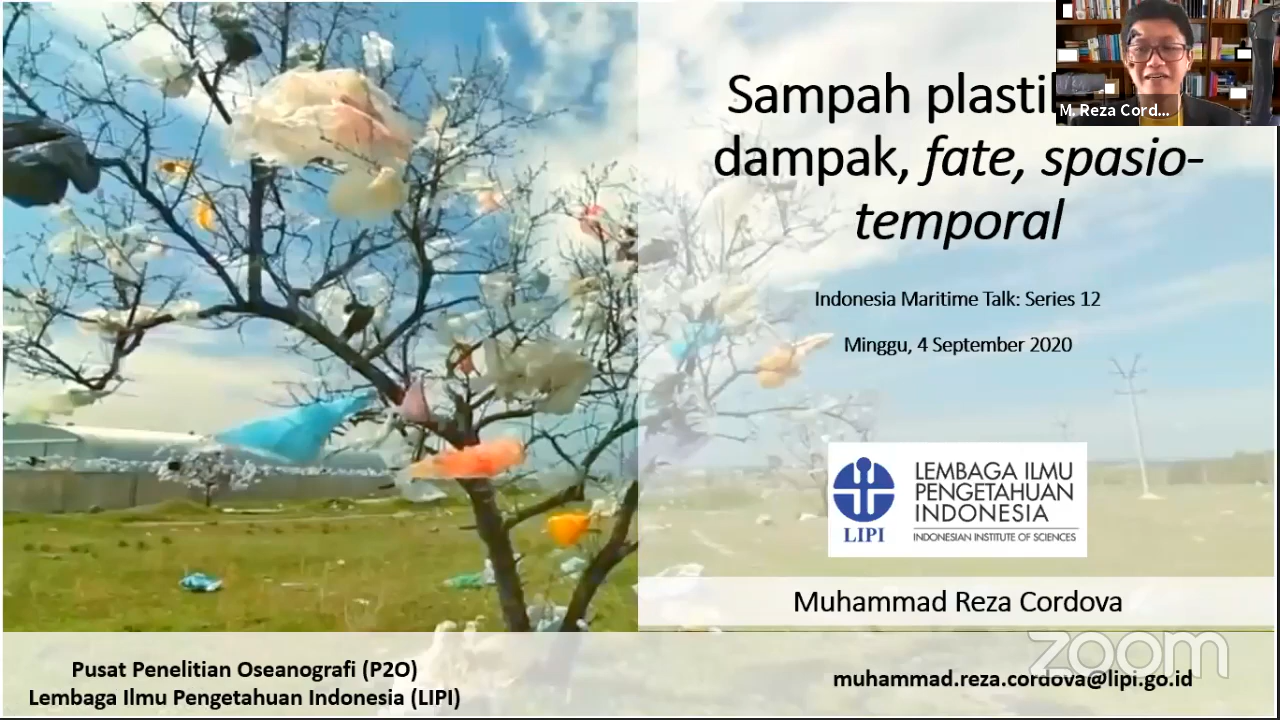 M. Reza Cord...
Sampah plastik
dampak, fate, spasio-
temporal
Indonesia Maritime Talk: Series 12
Minggu, 4 September 2020
LIPI
LEMBAGA ILMU
PENGETAHUAN
INDONESIA
INDONESIAN INSTITUTE OF SCIENCES
Muhammad Reza Cordova
zoom
Pusat Penelitian Oseanografi (P2O)
Lembaga Ilmu Pengetahuan Indonesia (LIPI)
muhammad.reza.cordova@lipi.go.id